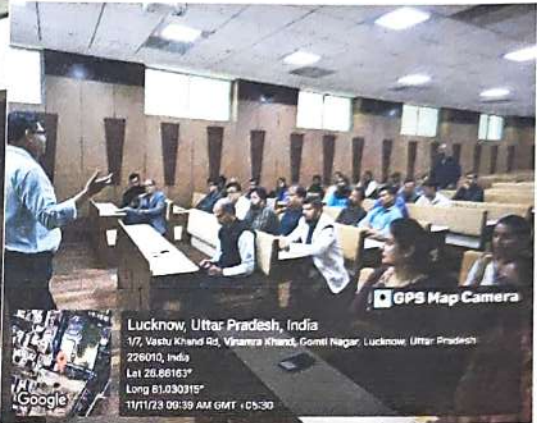 GPS Map Camera
Lucknow, Uttar Pradesh, India
1/7, Vastu Khand Rd, Vinamra Khand, Gomti Nagar, Lucknow, Uttar Pradesh
226010, India
Lat 26.86163°
Long 81.030315°
11/11/23 09:39 AM GMT +05:30
Google